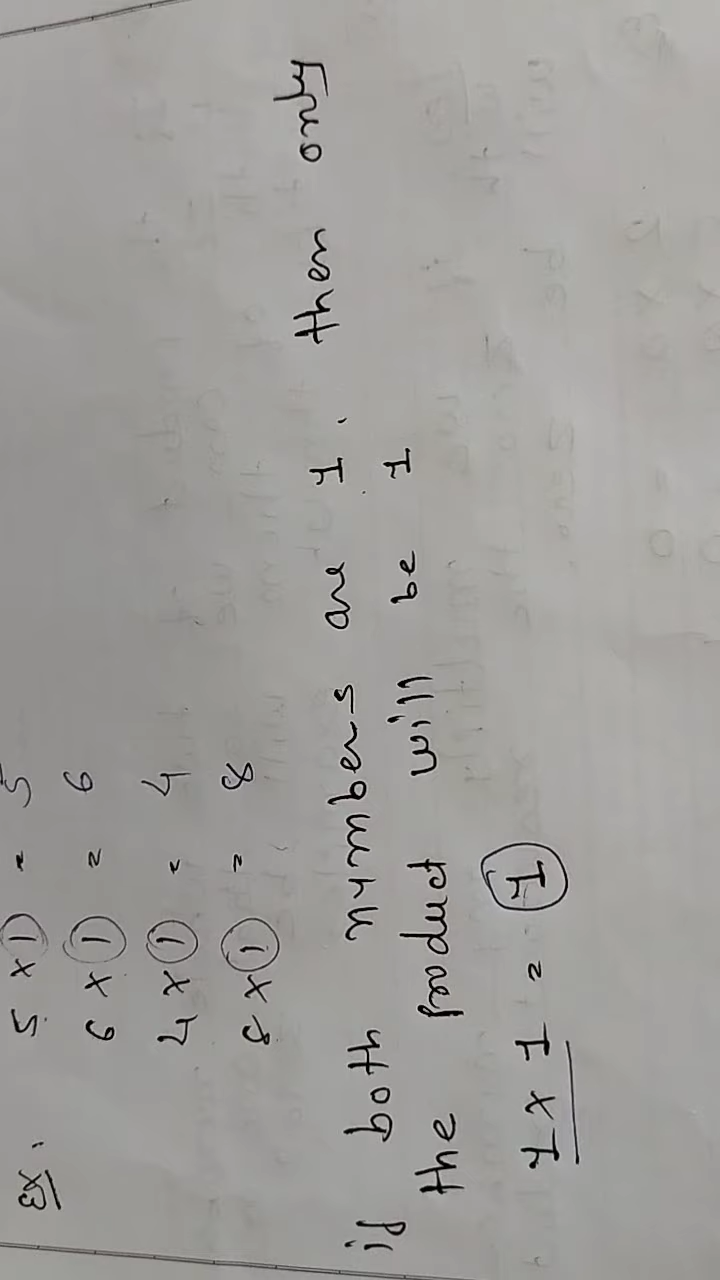 Ex. 5 x 1 = 5
6 x 1 = 6
4 x 1 = 4
8 x 1 = 8
if both numbers are 1. then only
the product will be 1
1 x 1 = 1